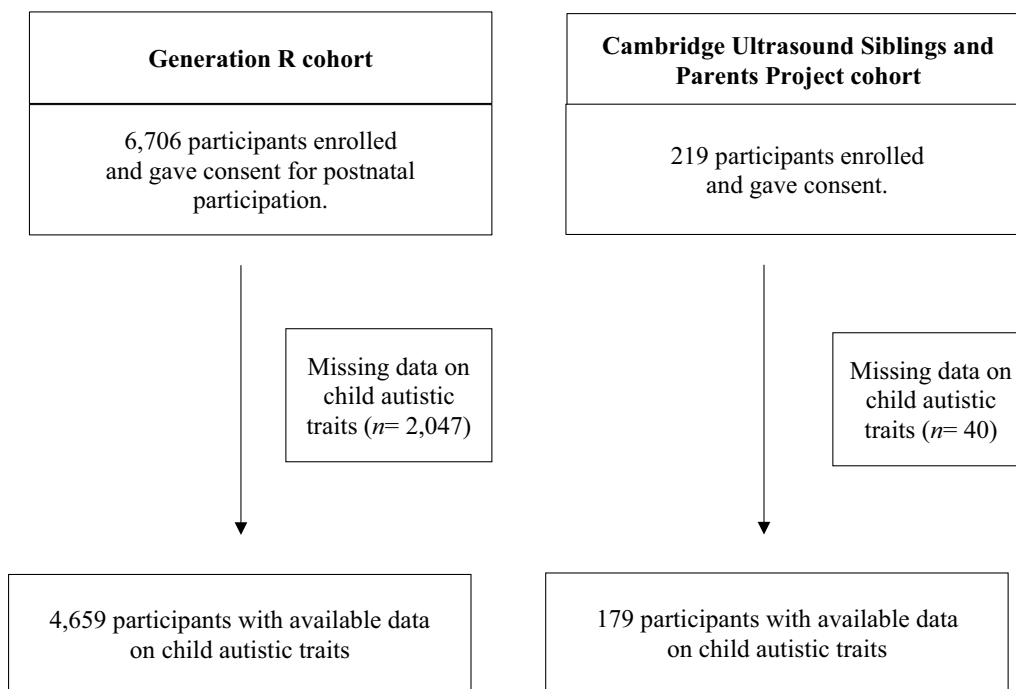 Generation R cohort
6,706 participants enrolled
and gave consent for postnatal
participation.
Missing data on
child autistic
traits (n= 2,047)
4,659 participants with available data
on child autistic traits
Cambridge Ultrasound Siblings and
Parents Project cohort
219 participants enrolled
and gave consent.
Missing data on
child autistic
traits (n= 40)
179 participants with available data
on child autistic traits